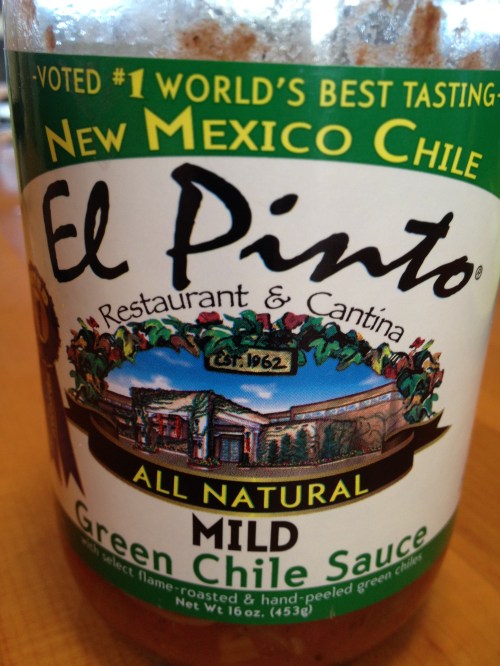 -VOTED #1 WORLD'S BEST TASTING-
NEW MEXICO CHILE
El Pinto®
Restaurant & Cantina
EST. 1962
ALL NATURAL
MILD
Green Chile Sauce
with select flame-roasted & hand-peeled green chiles
Net Wt 16 oz. (453g)